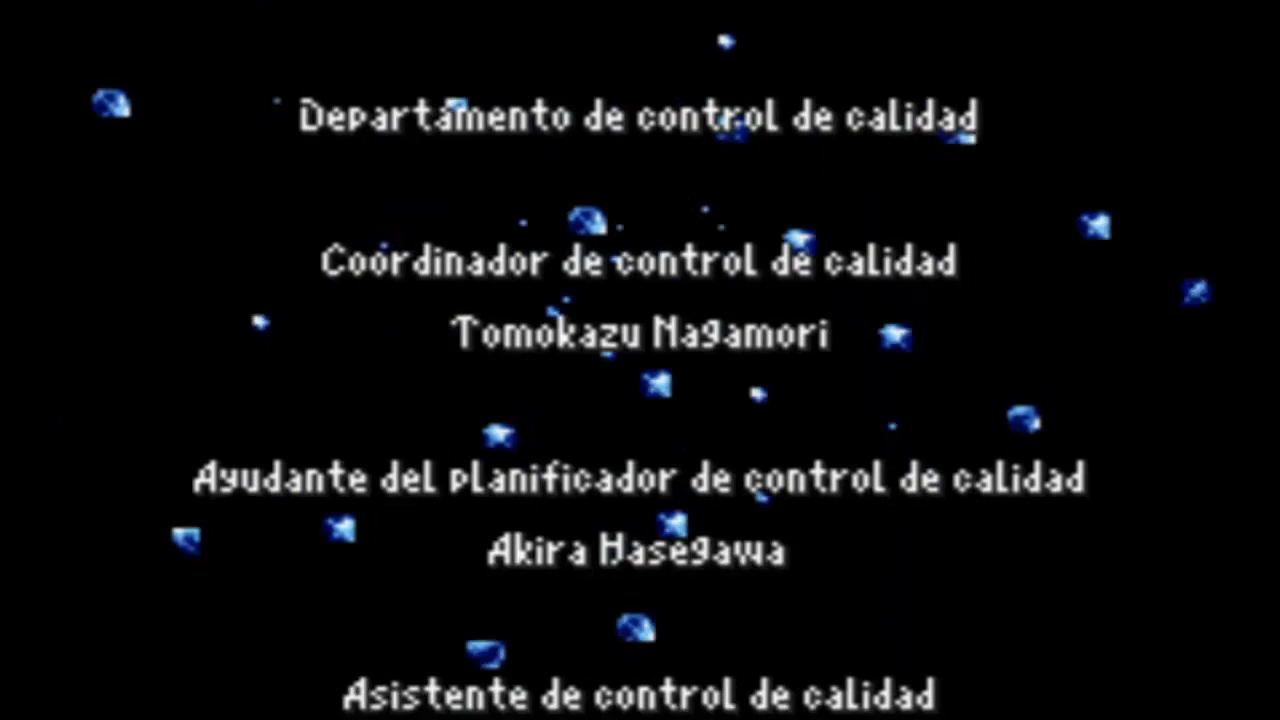 Departamento de control de calidad
Coordinador de control de calidad
Tomokazu Nagamori
Ayudante del planificador de control de calidad
Akira Hasegawa
Asistente de control de calidad